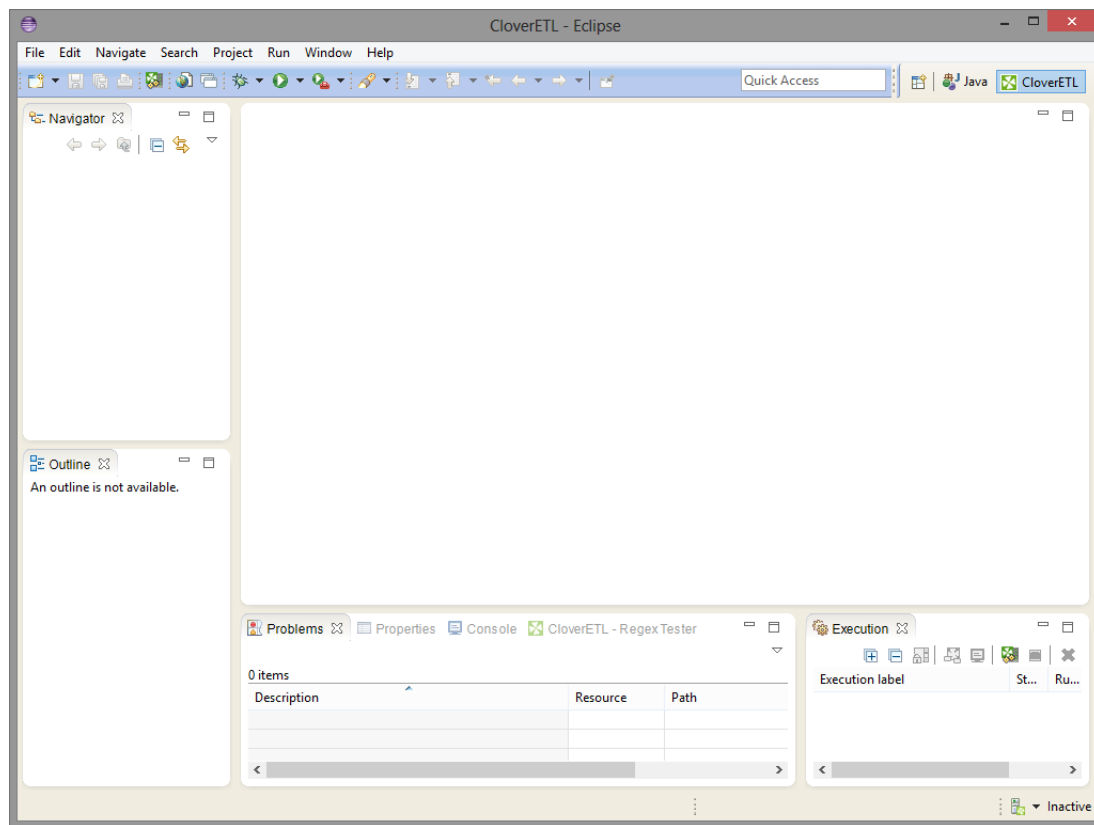 CloverETL - Eclipse
File Edit Navigate Search Project Run Window Help
Quick Access
Java
CloverETL
Navigator
Outline
An outline is not available.
Problems Properties Console CloverETL - Regex Tester
0 items
Description Resource Path
Execution
Execution label St... Ru...
Inactive